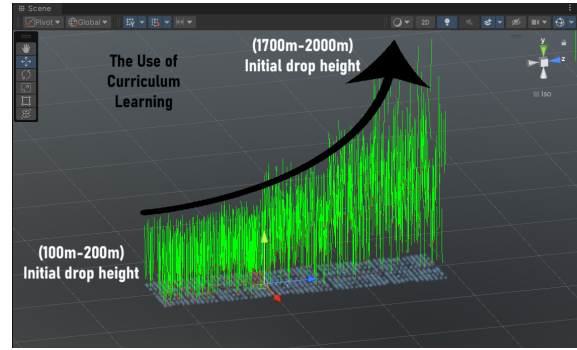 Scene
Pivot
Global
2D
The Use of
Curriculum
Learning
(1700m-2000m)
Initial drop height
y
z
Iso
(100m-200m)
Initial drop height